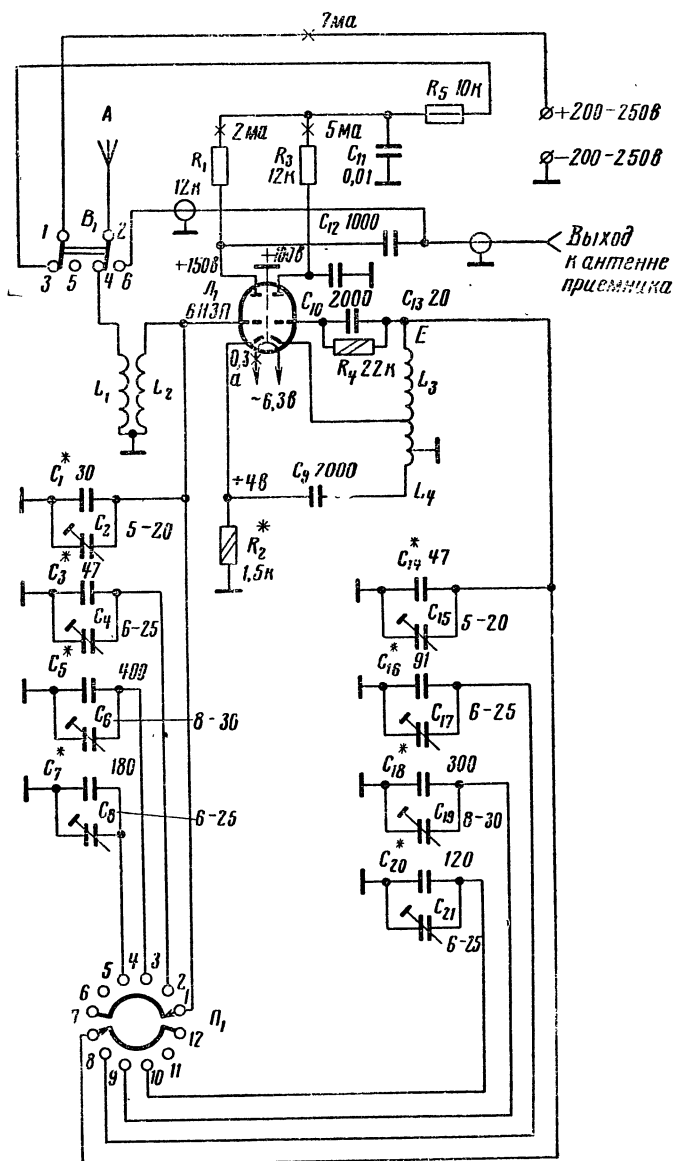 7ма
R5 10к
+200-250в
-200-250в
A
2ма
5ма
R1
12к
R3
12к
C11
0,01
B1
1
2
3
5
4
6
C12 1000
Выход
к антенне
приемника
+150в
+100в
Л1
6Н3П
C10 2000
C13 20
E
R4 22к
0,3
а
~6,3в
L1
L2
L3
L4
+4в
C9 2000
R2*
1,5к
C1* 30
C2
5-20
C3* 47
C4
6-25
C5* 400
C6
8-30
C7* 180
C8
6-25
C14* 47
C15
5-20
C16* 91
C17
6-25
C18* 300
C19
8-30
C20* 120
C21
6-25
5
4
3
2
1
6
7
П1
12
8
9
10
11